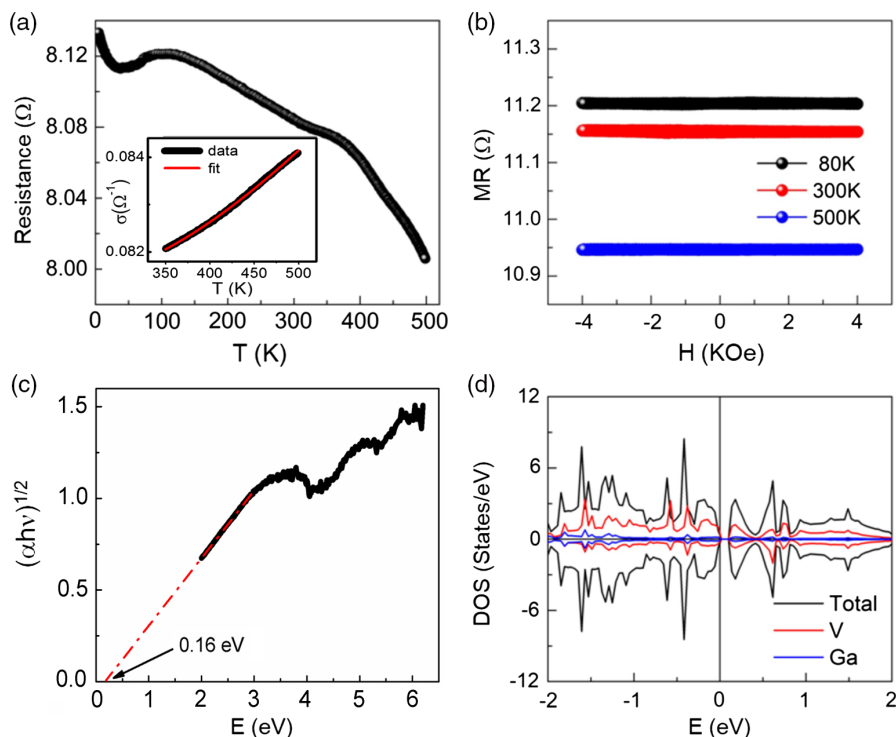 (a)
8.12
8.08
8.04
8.00
Resistance (Ω)
0 100 200 300 400 500
T (K)
0.084
0.082
σ(Ω⁻¹)
data
fit
350 400 450 500
T (K)
(b)
11.3
11.2
11.1
11.0
10.9
MR (Ω)
80K
300K
500K
-4 -2 0 2 4
H (KOe)
(c)
1.5
1.0
0.5
0.0
(αhν)^1/2
0.16 eV
0 1 2 3 4 5 6
E (eV)
(d)
12
6
0
-6
-12
DOS (States/eV)
Total
V
Ga
-2 -1 0 1 2
E (eV)